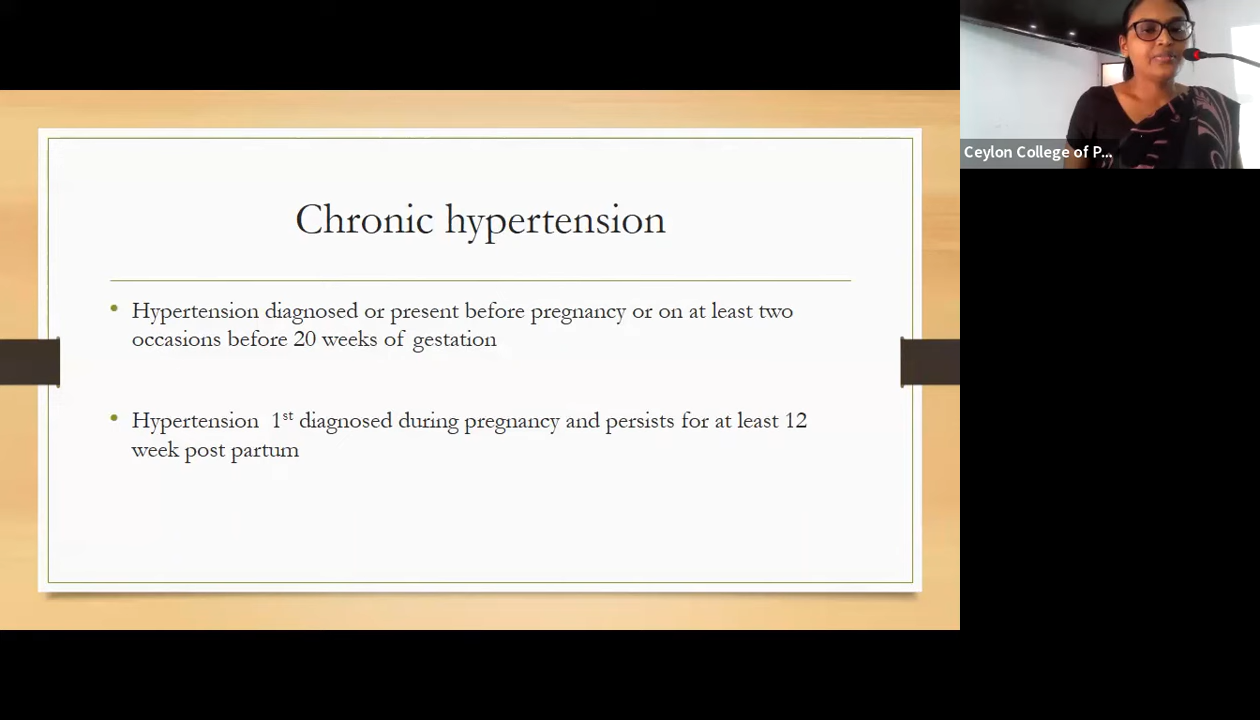 Chronic hypertension
Hypertension diagnosed or present before pregnancy or on at least two
occasions before 20 weeks of gestation
Hypertension 1st diagnosed during pregnancy and persists for at least 12
week post partum
Ceylon College of P...